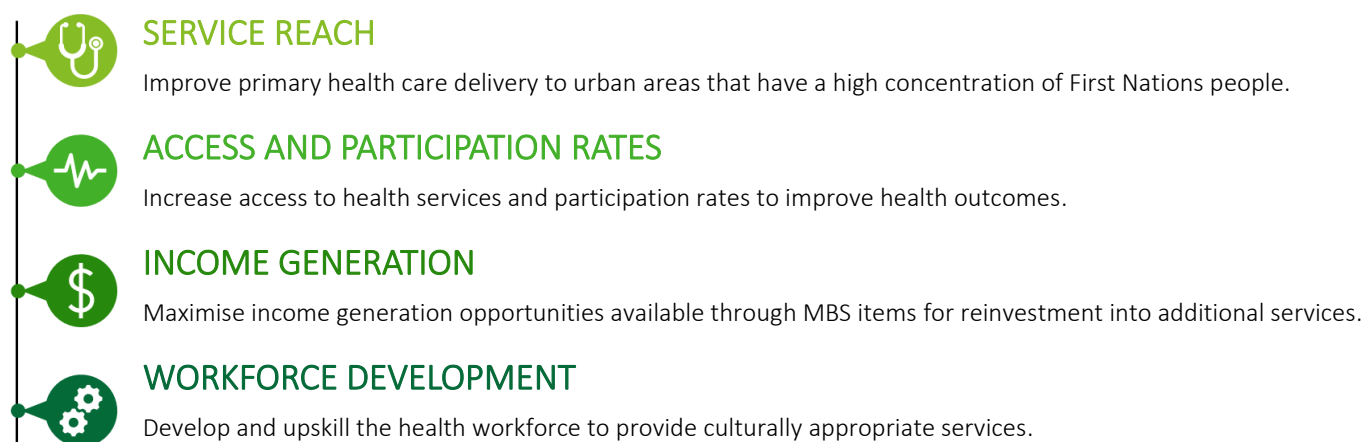 SERVICE REACH
Improve primary health care delivery to urban areas that have a high concentration of First Nations people.
ACCESS AND PARTICIPATION RATES
Increase access to health services and participation rates to improve health outcomes.
INCOME GENERATION
$
Maximise income generation opportunities available through MBS items for reinvestment into additional services.
WORKFORCE DEVELOPMENT
Develop and upskill the health workforce to provide culturally appropriate services.